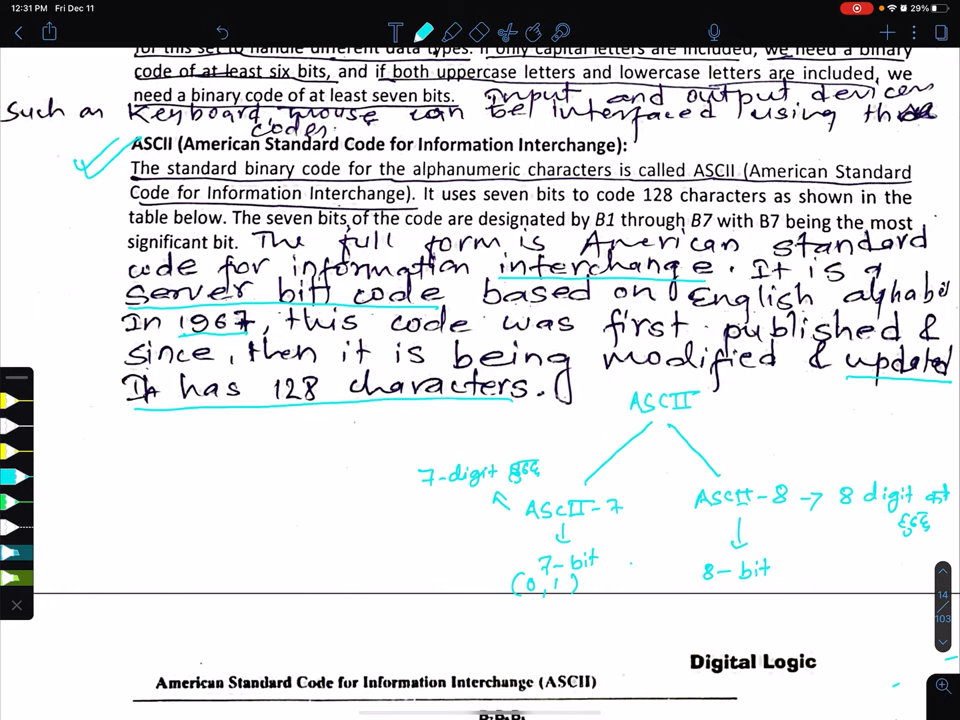 12:31 PM Fri Dec 11
29%
for this set to handle different data types. If only capital letters are included, we need a binary
code of at least six bits, and if both uppercase letters and lowercase letters are included, we
need a binary code of at least seven bits. Input and output devices
such as Keyboard, mouse can be interfaced using
codes.
ASCII (American Standard Code for Information Interchange):
The standard binary code for the alphanumeric characters is called ASCII (American Standard
Code for Information Interchange). It uses seven bits to code 128 characters as shown in the
table below. The seven bits of the code are designated by B1 through B7 with B7 being the most
significant bit. The full form is American standard
code for information interchange. It is a
server bitt code based on English alphabe
In 1967, this code was first published &
since, then it is being modified & updated
It has 128 characters.
ASCII
7-digit
ASCII-7
ASCII-8 → 8 digit
7-bit
8-bit
(0,1)
14
103
Digital Logic
American Standard Code for Information Interchange (ASCII)